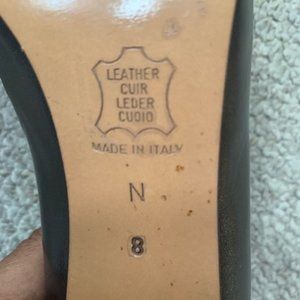 LEATHER
CUIR
LEDER
CUOIO
MADE IN ITALY
N
8